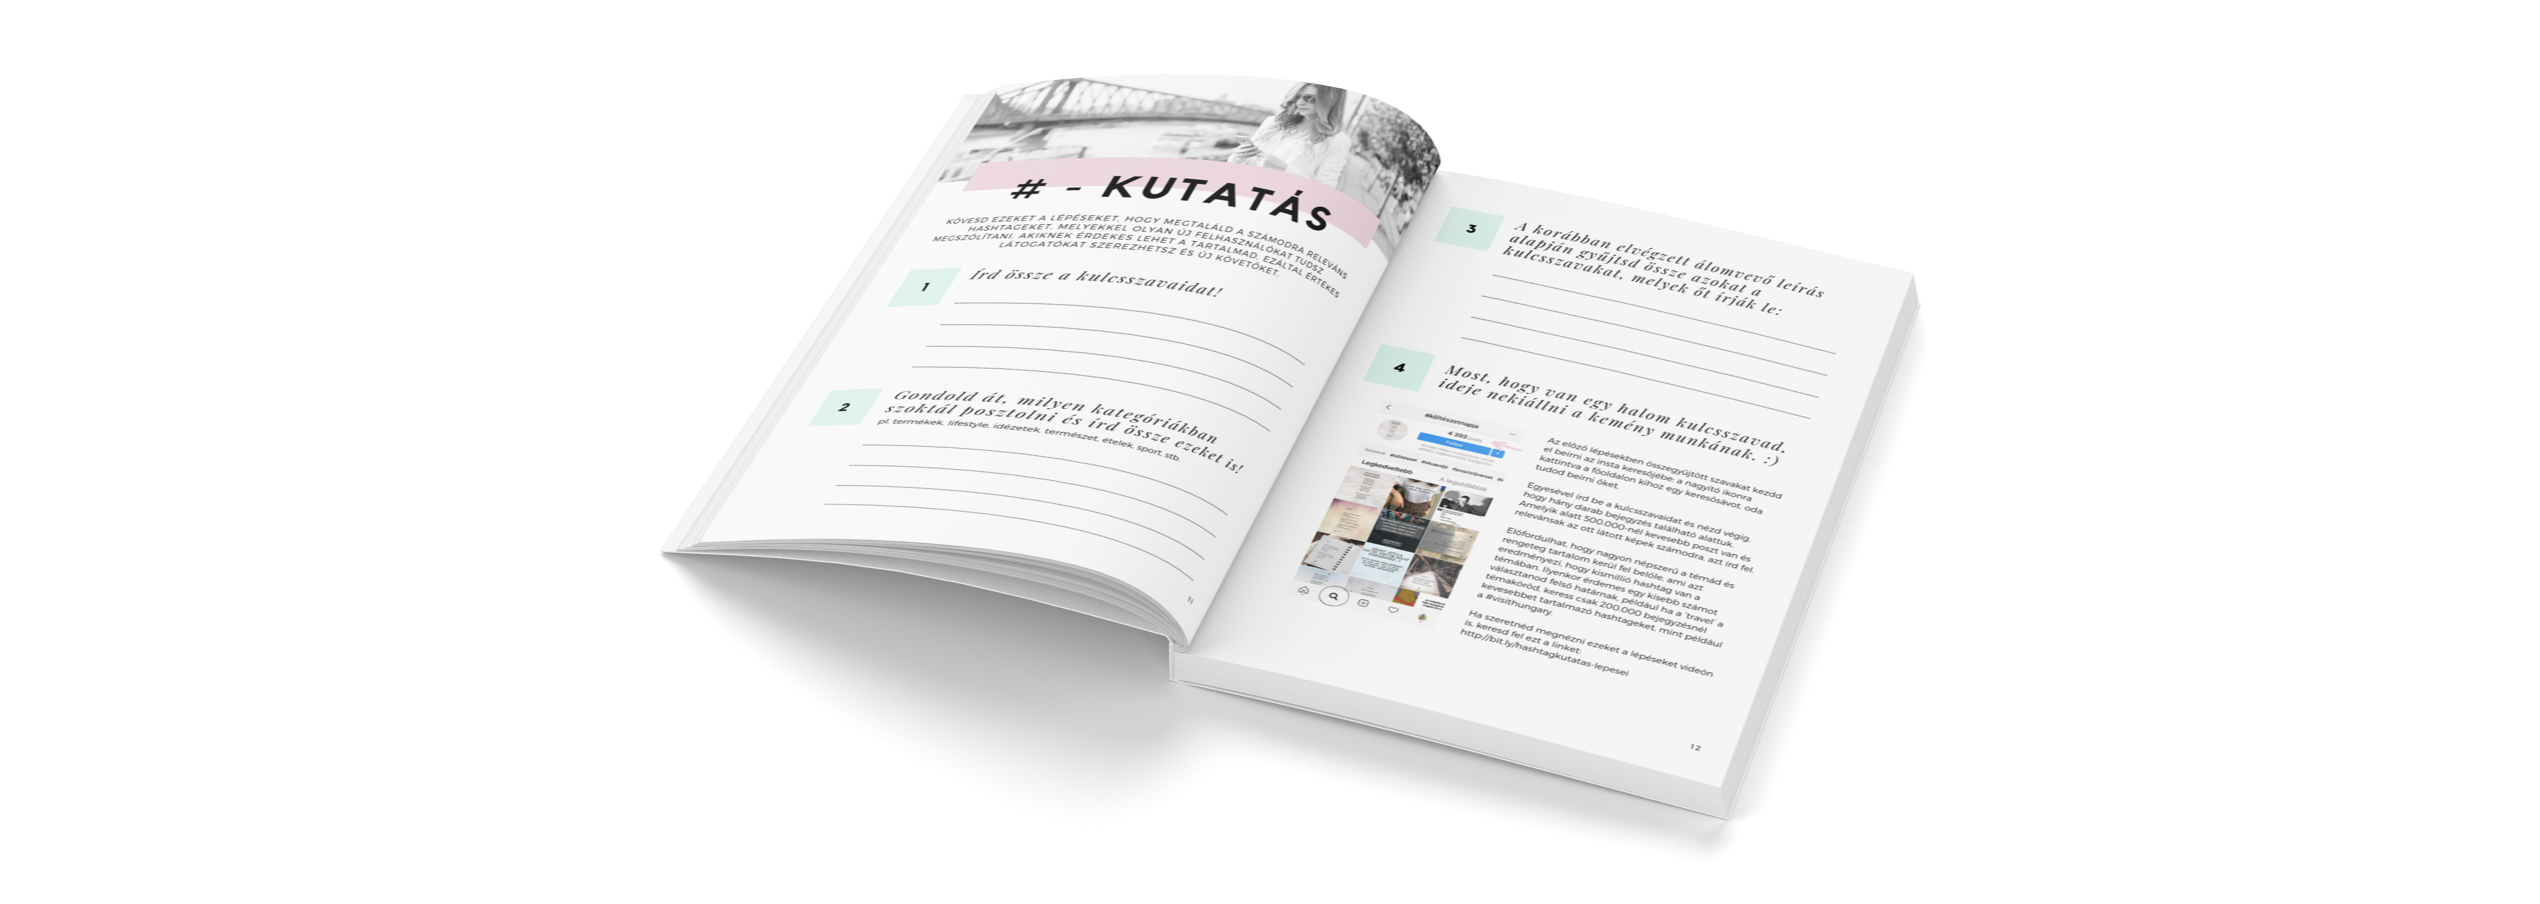 # - KUTATÁS
KÖVESD EZEKET A LÉPÉSEKET, HOGY MEGTALÁLD A SZÁMODRA RELEVÁNS
HASHTAGEKET, MELYEKKEL OLYAN ÚJ FELHASZNÁLÓKAT TUDSZ
MEGSZÓLÍTANI, AKIKNEK ÉRDEKES LEHET A TARTALMAD, EZÁLTAL ÉRTÉKES
LÁTOGATÓKAT SZEREZHETSZ ÉS ÚJ KÖVETŐKET.
1
Írd össze a kulcsszavaidat!
2
Gondold át, milyen kategóriákban
szoktál posztolni és írd össze ezeket is!
pl. termékek, lifestyle, idézetek, természet, ételek, sport, stb.
11
3
A korábban elvégzett álomvevő leírás
alapján gyűjtsd össze azokat a
kulcsszavakat, melyek őt írják le:
4
Most, hogy van egy halom kulcsszavad,
ideje nekiállni a kemény munkának. :)
#költészetnapja
4 393
Legkedveltebb
A legutóbbiak
Az előző lépésekben összegyűjtött szavakat kezdd
el beírni az insta keresőjébe: a nagyító ikonra
kattintva a főoldalon kihoz egy keresősávot, oda
tudod beírni őket.
Egyesével írd be a kulcsszavaidat és nézd végig,
hogy hány darab bejegyzés található alattuk.
Amelyik alatt 500.000-nél kevesebb poszt van és
relevánsak az ott látott képek számodra, azt írd fel.
Előfordulhat, hogy nagyon népszerű a témád és
rengeteg tartalom kerül fel belőle, ami azt
eredményezi, hogy kismillió hashtag van a
témában. Ilyenkor érdemes egy kisebb számot
választanod felső határnak, például ha a 'travel' a
témaköröd, keress csak 200.000 bejegyzésnél
kevesebbet tartalmazó hashtageket, mint például
a #visithungary.
Ha szeretnéd megnézni ezeket a lépéseket videón
is, keresd fel ezt a linket:
http://bit.ly/hashtagkutatas-lepesei
12